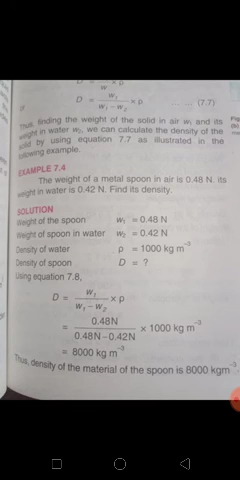 D = w₁ / (w₁ – w₂) × ρ ... ... (7.7)
Thus, finding the weight of the solid in air w₁ and its
weight in water w₂, we can calculate the density of the
solid by using equation 7.7 as illustrated in the
following example.
EXAMPLE 7.4
The weight of a metal spoon in air is 0.48 N. its
weight in water is 0.42 N. Find its density.
SOLUTION
Weight of the spoon w₁ = 0.48 N
Weight of spoon in water w₂ = 0.42 N
Density of water ρ = 1000 kg m⁻³
Density of spoon D = ?
Using equation 7.8,
D = w₁ / (w₁ – w₂) × ρ
= 0.48N / (0.48N – 0.42N) × 1000 kg m⁻³
= 8000 kg m⁻³
Thus, density of the material of the spoon is 8000 kgm⁻³